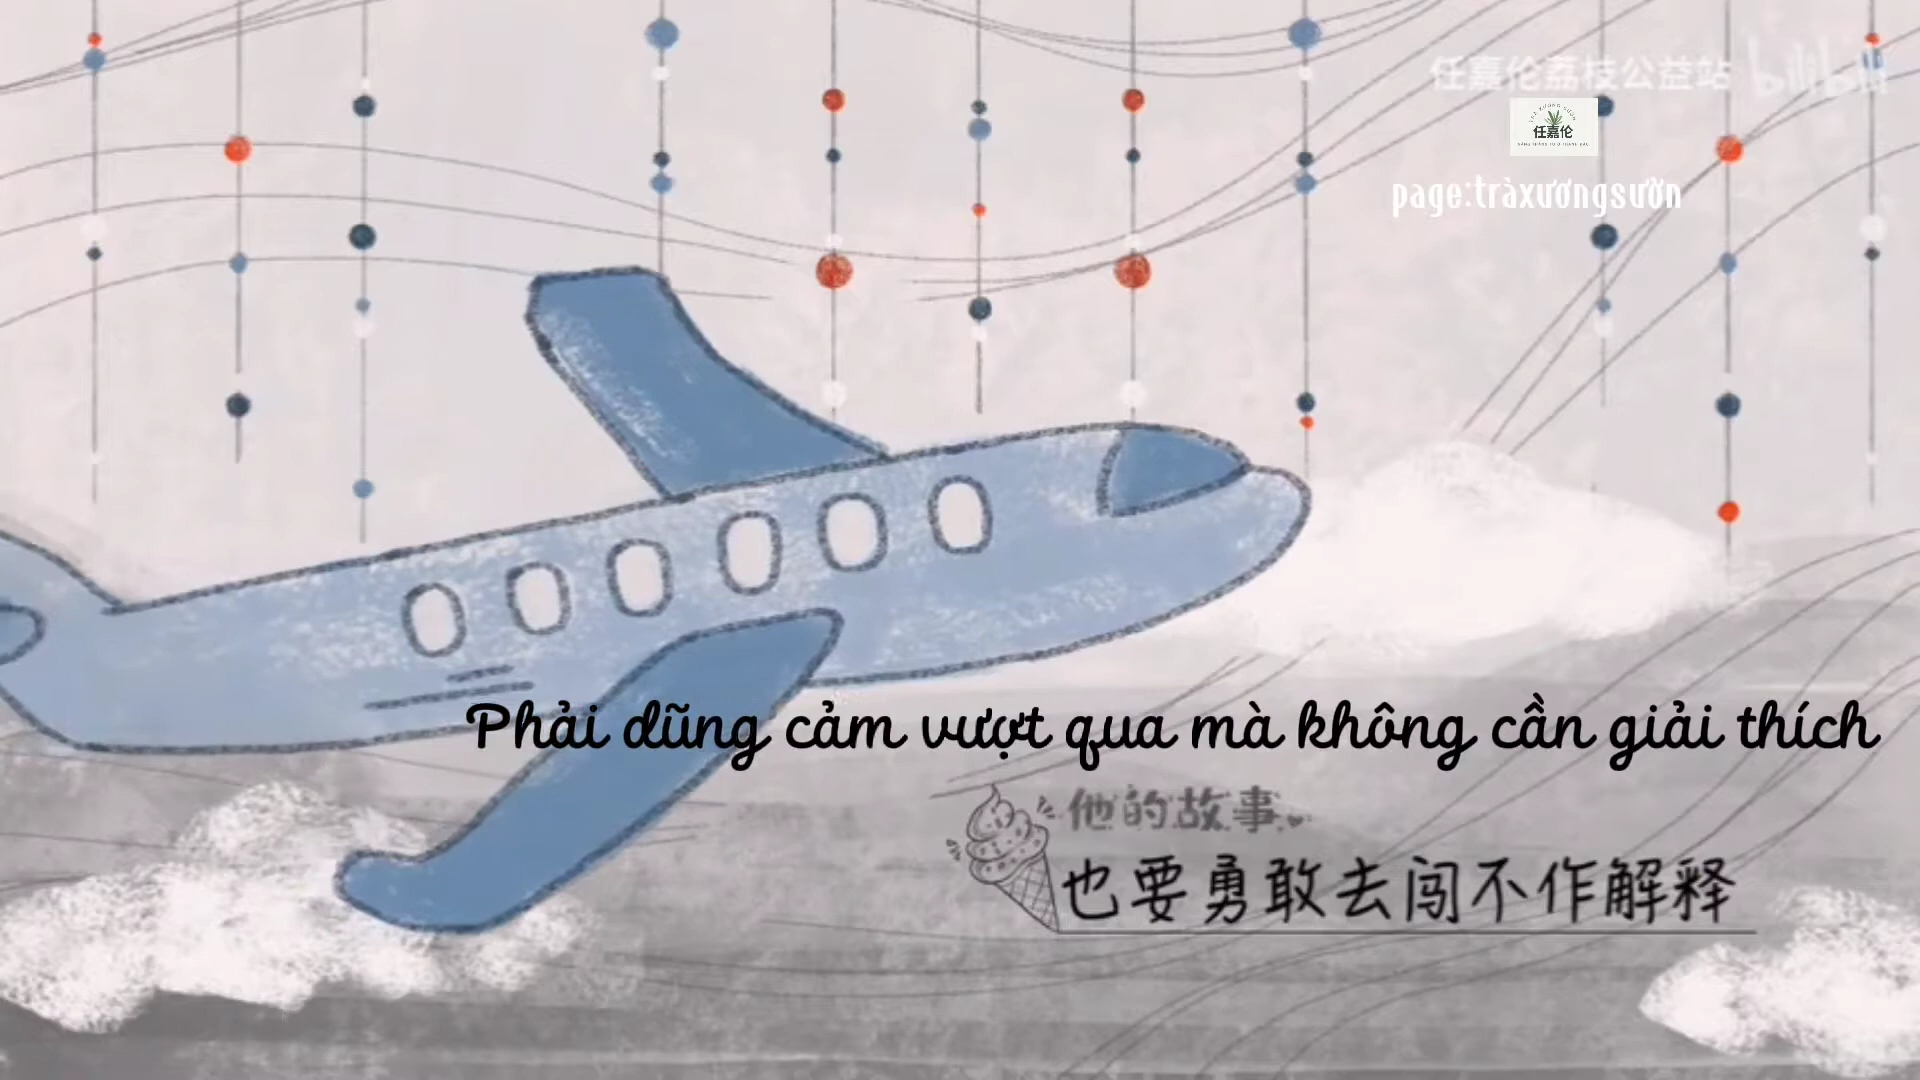 任嘉伦荔枝公益站 bilibili
任嘉伦
page:tràxươngsườn
Phải dũng cảm vượt qua mà không cần giải thích
他的故事
也要勇敢去闯不作解释